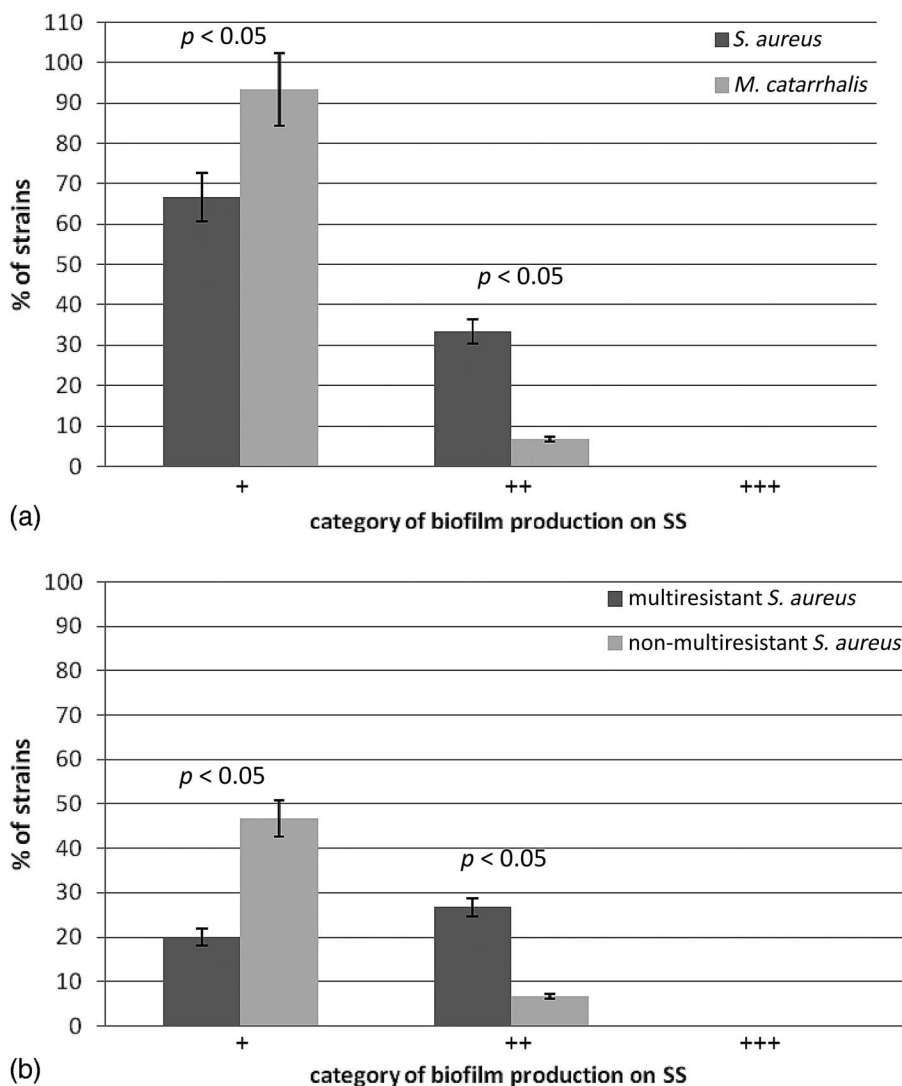 110
100
90
80
70
60
50
40
30
20
10
0
% of strains
p < 0.05
p < 0.05
S. aureus
M. catarrhalis
+ ++ +++
category of biofilm production on SS
(a)
100
90
80
70
60
50
40
30
20
10
0
% of strains
p < 0.05
p < 0.05
multiresistant S. aureus
non-multiresistant S. aureus
+ ++ +++
category of biofilm production on SS
(b)